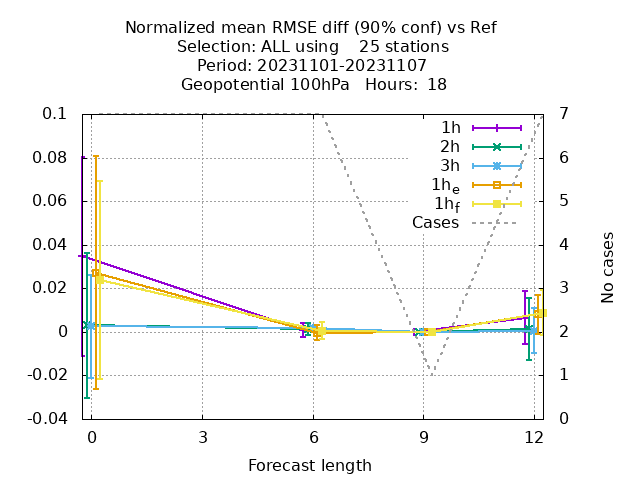 Normalized mean RMSE diff (90% conf) vs Ref
Selection: ALL using    25 stations
Period: 20231101-20231107
Geopotential 100hPa   Hours:  18
0.1
0.08
0.06
0.04
0.02
0
-0.02
-0.04
7
6
5
4
3
2
1
0
1h
2h
3h
1he
1hf
Cases
No cases
0 3 6 9 12
Forecast length